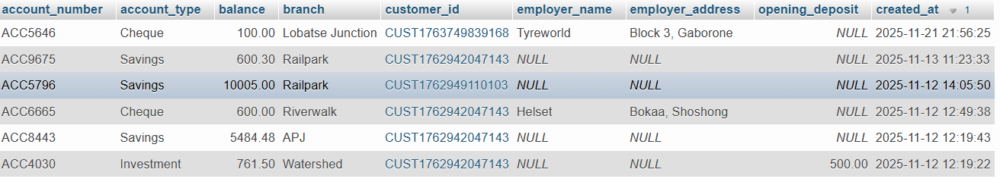 account_number account_type balance branch customer_id employer_name employer_address opening_deposit created_at 1
ACC5646 Cheque 100.00 Lobatse Junction CUST1763749839168 Tyreworld Block 3, Gaborone NULL 2025-11-21 21:56:25
ACC9675 Savings 600.30 Railpark CUST1762942047143 NULL NULL NULL 2025-11-13 11:23:33
ACC5796 Savings 10005.00 Railpark CUST1762949110103 NULL NULL NULL 2025-11-12 14:05:50
ACC6665 Cheque 600.00 Riverwalk CUST1762942047143 Helset Bokaa, Shoshong NULL 2025-11-12 12:49:38
ACC8443 Savings 5484.48 APJ CUST1762942047143 NULL NULL NULL 2025-11-12 12:19:43
ACC4030 Investment 761.50 Watershed CUST1762942047143 NULL NULL 500.00 2025-11-12 12:19:22